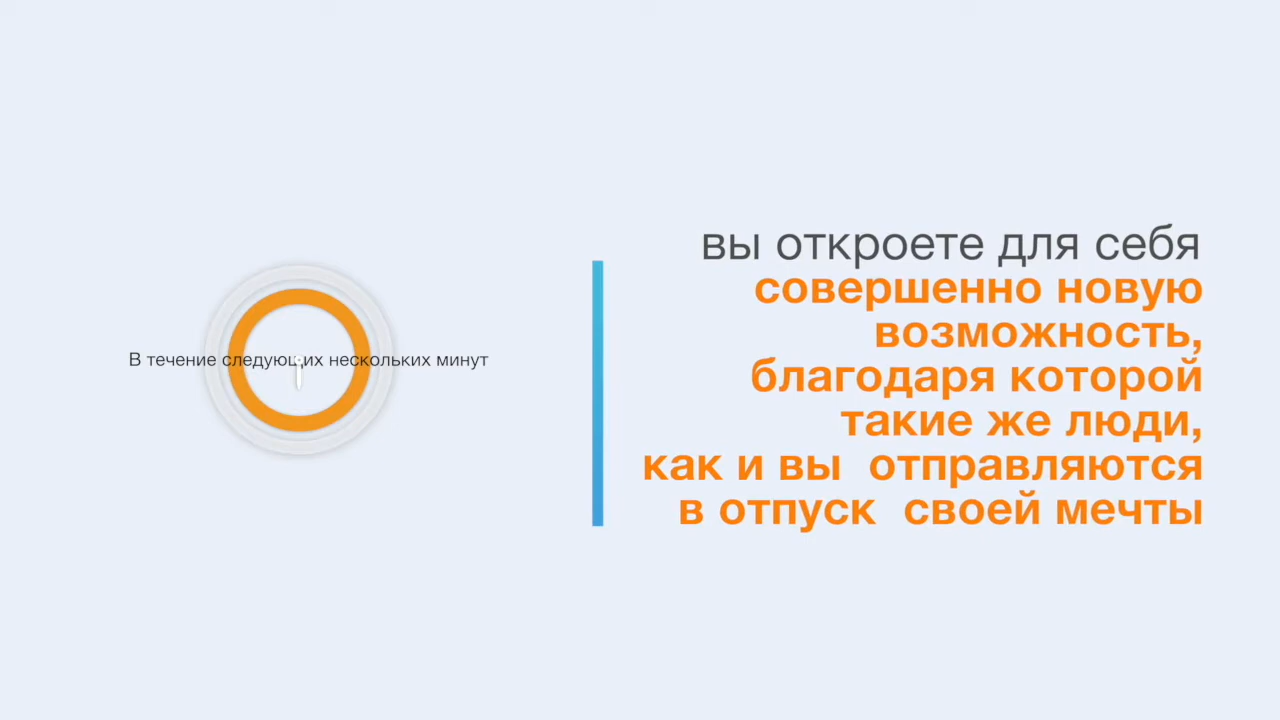 В течение следующих нескольких минут
вы откроете для себя
совершенно новую
возможность,
благодаря которой
такие же люди,
как и вы  отправляются
в отпуск  своей мечты